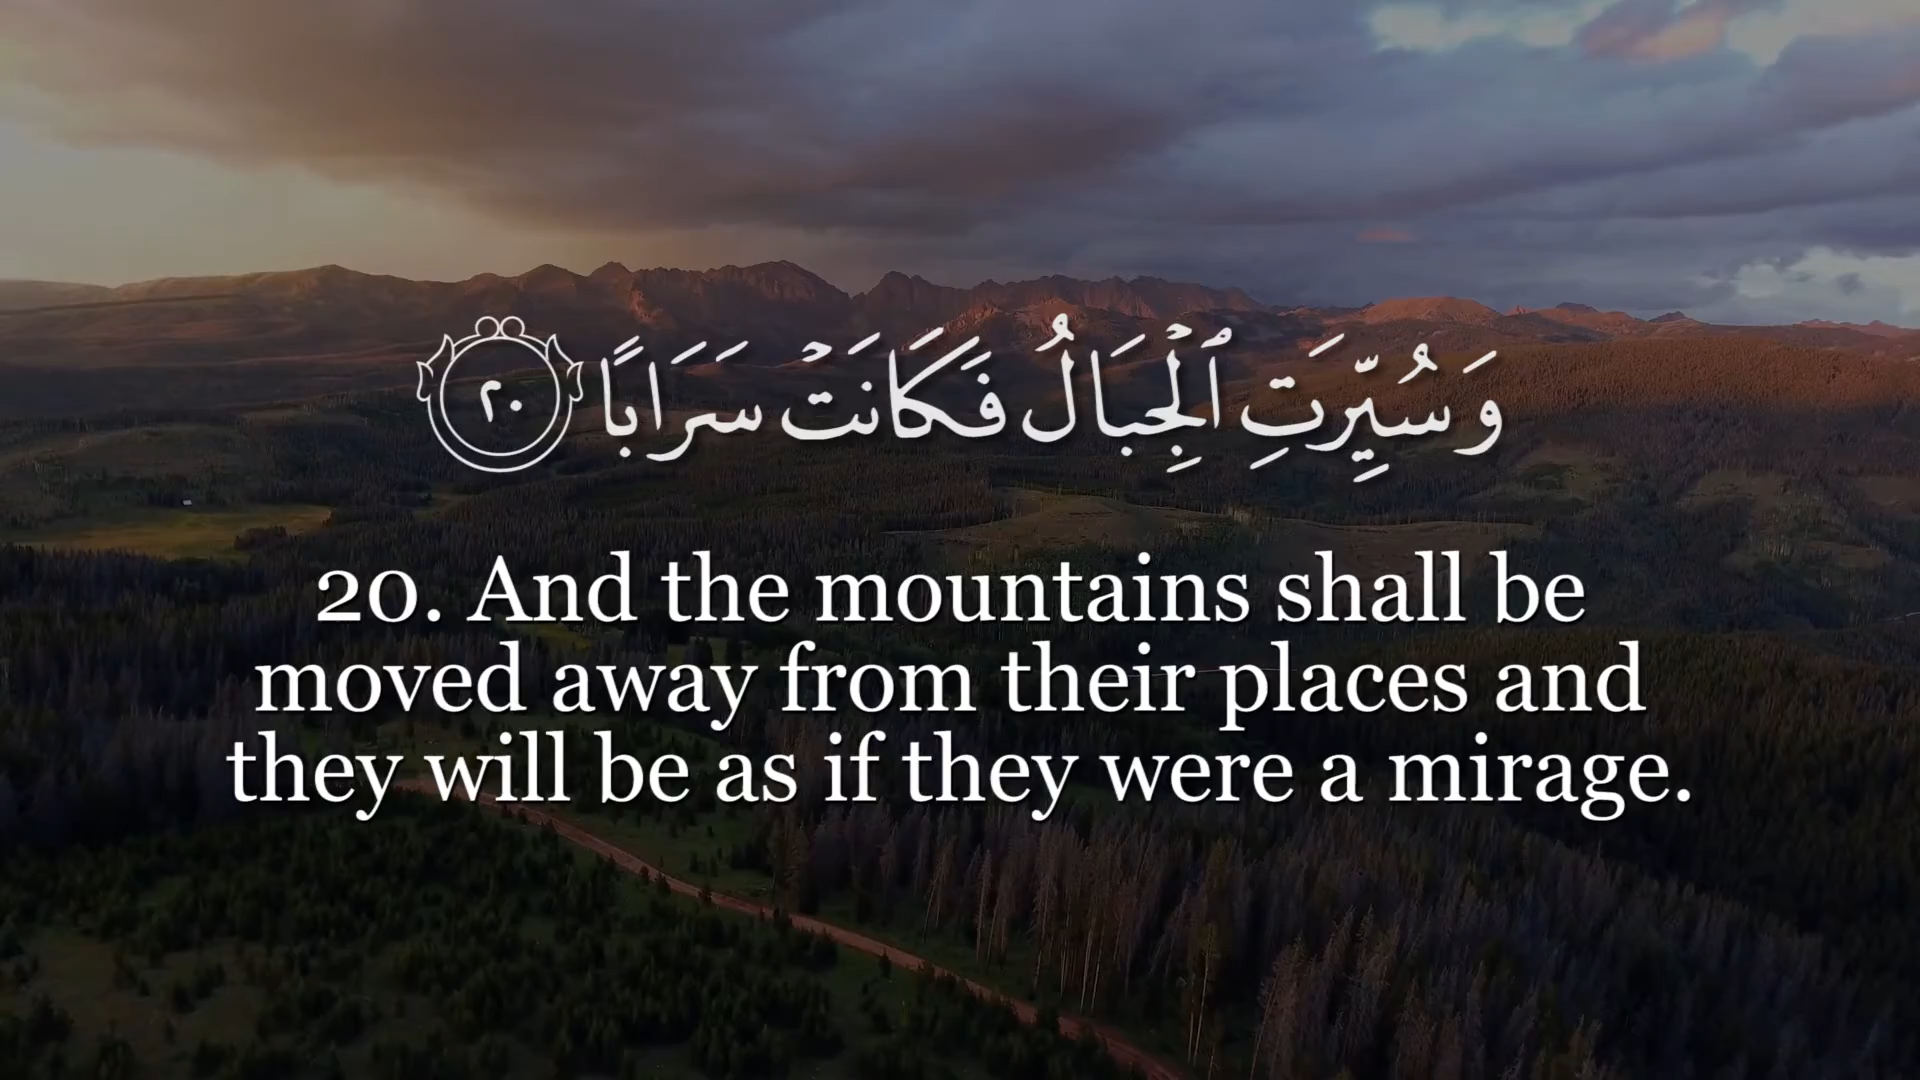 وَسُيِّرَتِ ٱلْجِبَالُ فَكَانَتْ سَرَابًا ٢٠
20. And the mountains shall be
moved away from their places and
they will be as if they were a mirage.